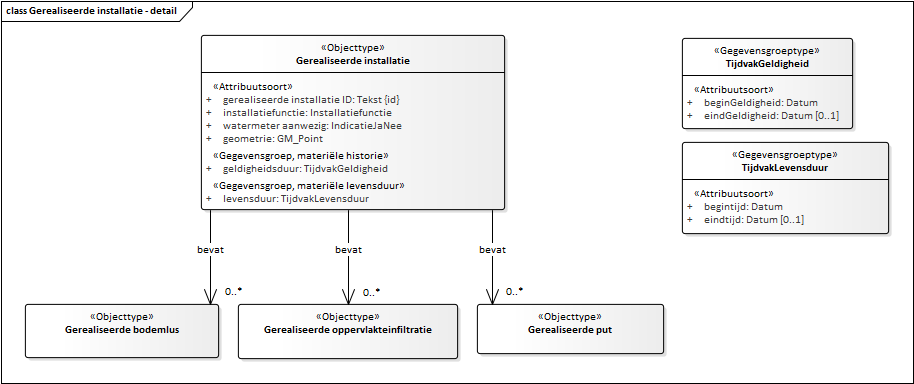 class Gerealiseerde installatie - detail
«Objecttype»
Gerealiseerde installatie
«Attribuutsoort»
+ gerealiseerde installatie ID: Tekst {id}
+ installatiefunctie: Installatiefunctie
+ watermeter aanwezig: IndicatieJaNee
+ geometrie: GM_Point
«Gegevensgroep, materiële historie»
+ geldigheidsduur: TijdvakGeldigheid
«Gegevensgroep, materiële levensduur»
+ levensduur: TijdvakLevensduur
«Gegevensgroeptype»
TijdvakGeldigheid
«Attribuutsoort»
+ beginGeldigheid: Datum
+ eindGeldigheid: Datum [0..1]
«Gegevensgroeptype»
TijdvakLevensduur
«Attribuutsoort»
+ begintijd: Datum
+ eindtijd: Datum [0..1]
bevat
bevat
bevat
0..*
0..*
0..*
«Objecttype»
Gerealiseerde bodemlus
«Objecttype»
Gerealiseerde oppervlakteinfiltratie
«Objecttype»
Gerealiseerde put